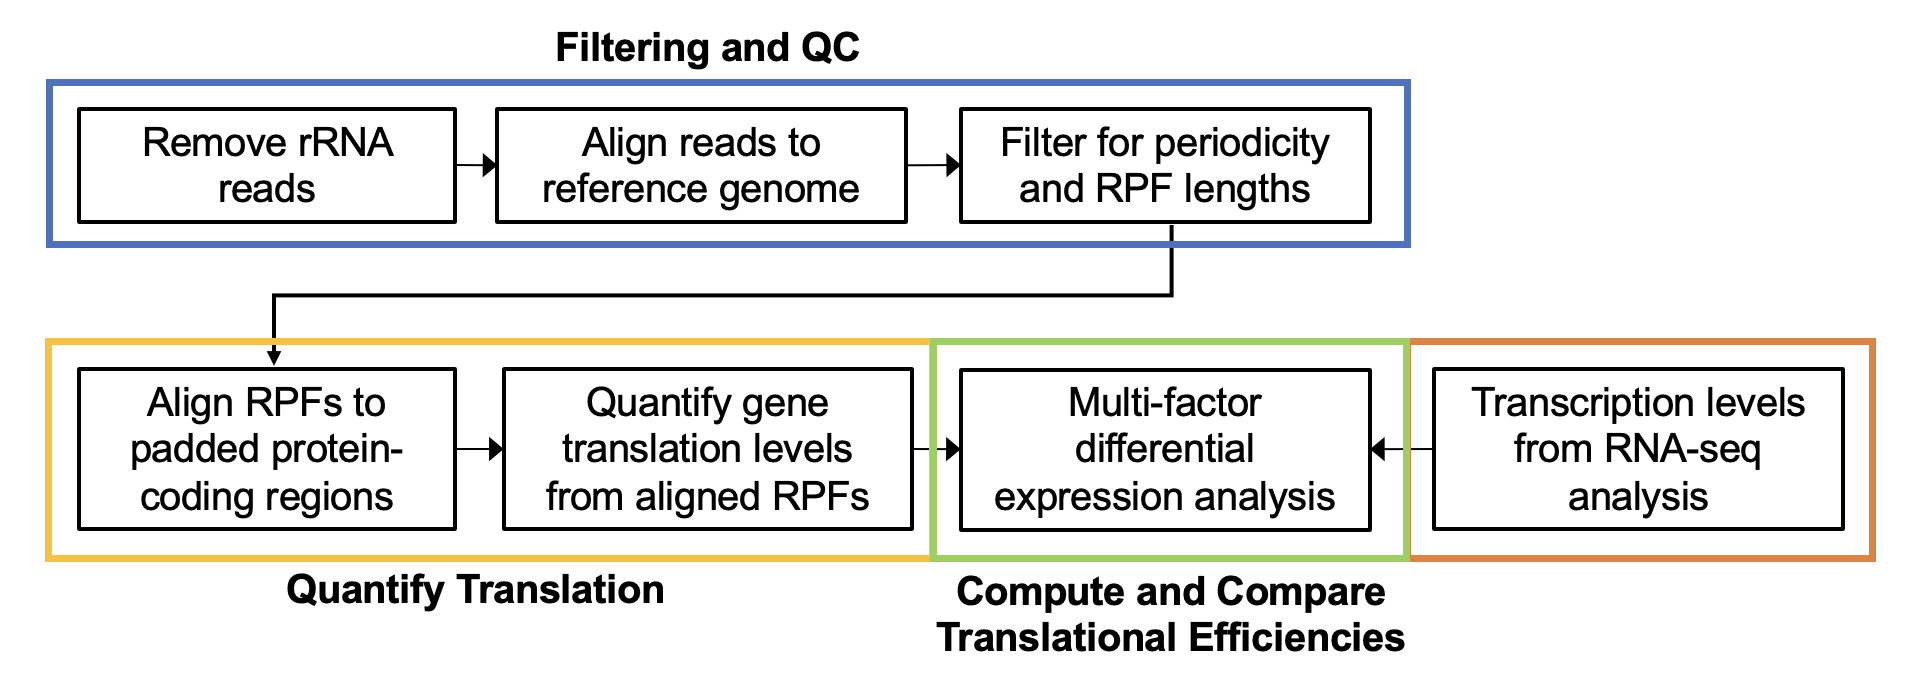 Filtering and QC
Remove rRNA
reads
Align reads to
reference genome
Filter for periodicity
and RPF lengths
Align RPFs to
padded protein-
coding regions
Quantify gene
translation levels
from aligned RPFs
Multi-factor
differential
expression analysis
Transcription levels
from RNA-seq
analysis
Quantify Translation
Compute and Compare
Translational Efficiencies